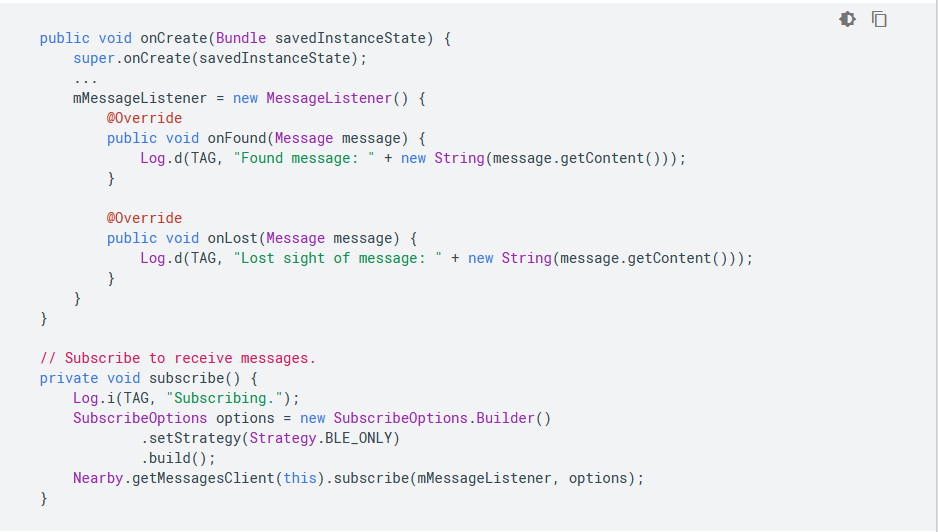 public void onCreate(Bundle savedInstanceState) {
    super.onCreate(savedInstanceState);
    ...
    mMessageListener = new MessageListener() {
        @Override
        public void onFound(Message message) {
            Log.d(TAG, "Found message: " + new String(message.getContent()));
        }

        @Override
        public void onLost(Message message) {
            Log.d(TAG, "Lost sight of message: " + new String(message.getContent()));
        }
    }
}

// Subscribe to receive messages.
private void subscribe() {
    Log.i(TAG, "Subscribing.");
    SubscribeOptions options = new SubscribeOptions.Builder()
            .setStrategy(Strategy.BLE_ONLY)
            .build();
    Nearby.getMessagesClient(this).subscribe(mMessageListener, options);
}